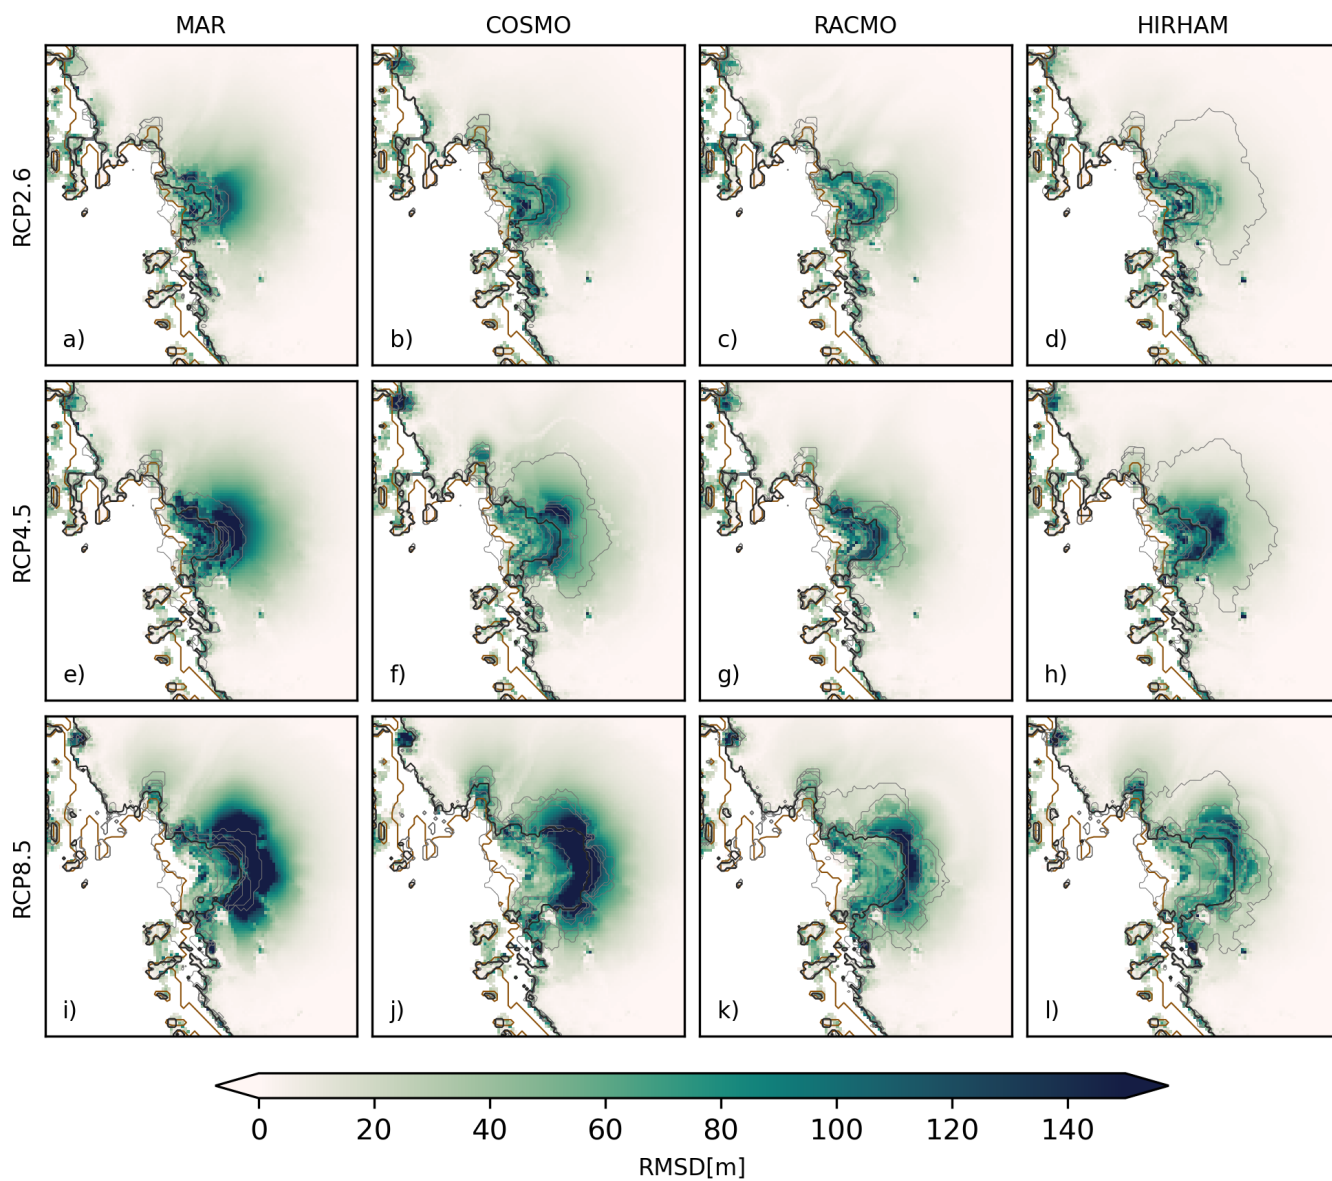 MAR COSMO RACMO HIRHAM
RCP2.6
a) b) c) d)
RCP4.5
e) f) g) h)
RCP8.5
i) j) k) l)
0 20 40 60 80 100 120 140
RMSD[m]